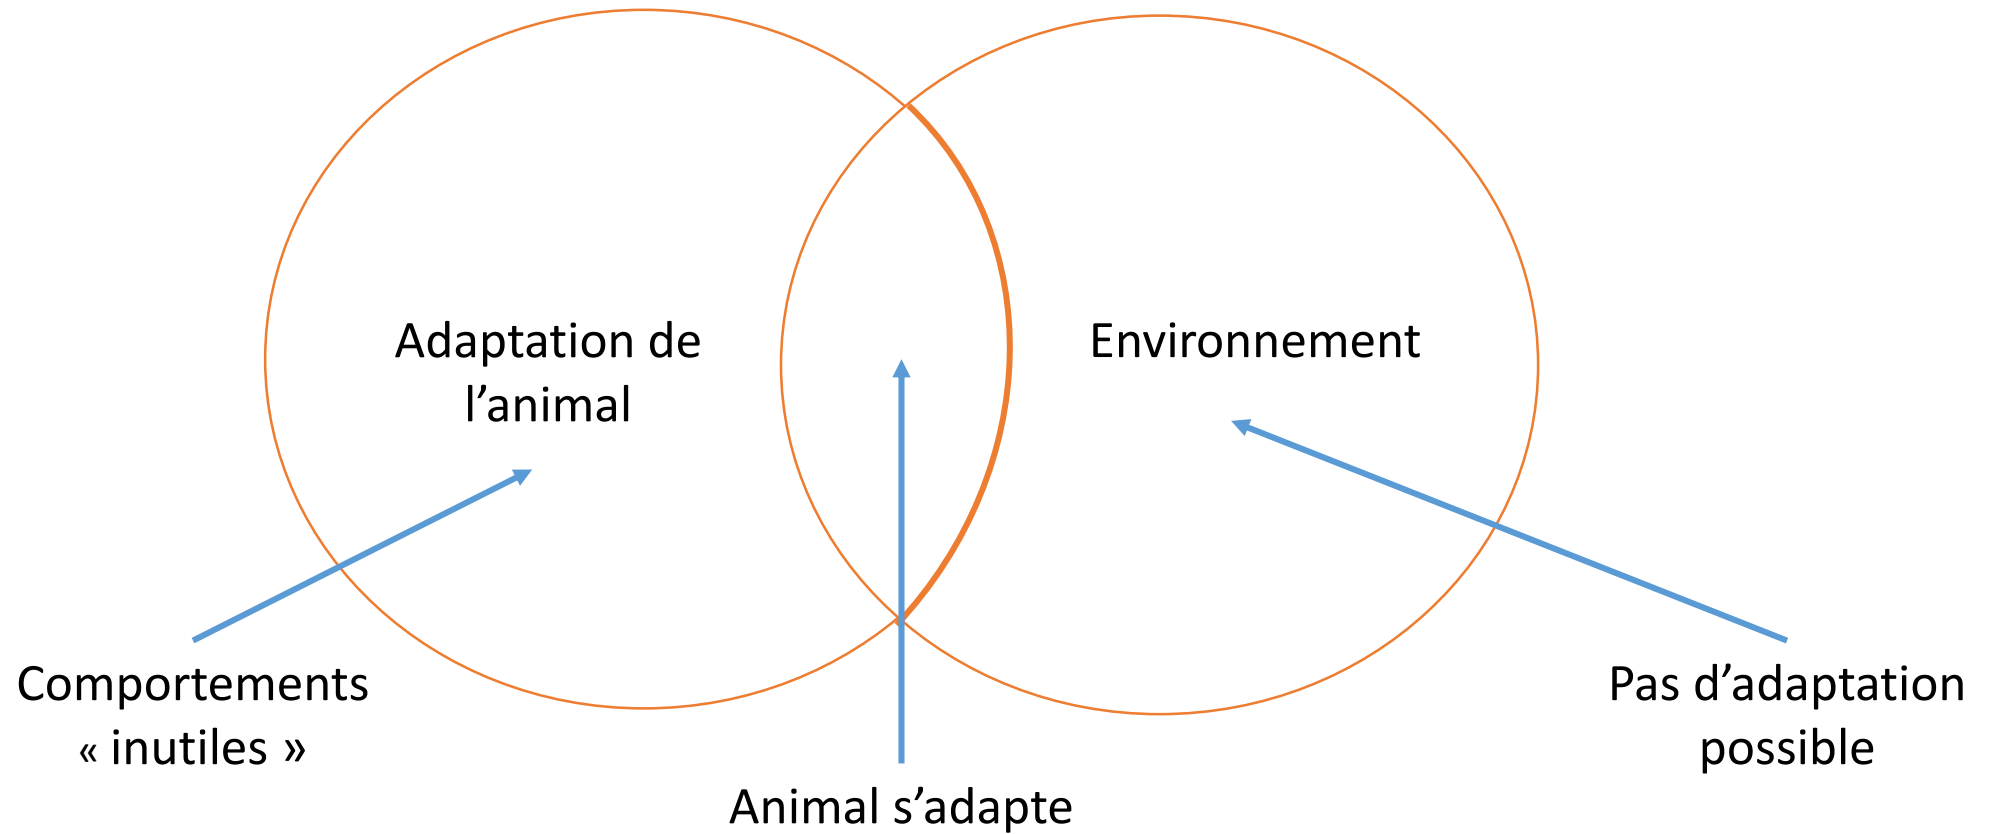 Adaptation de
l’animal
Environnement
Comportements
« inutiles »
Animal s’adapte
Pas d’adaptation
possible